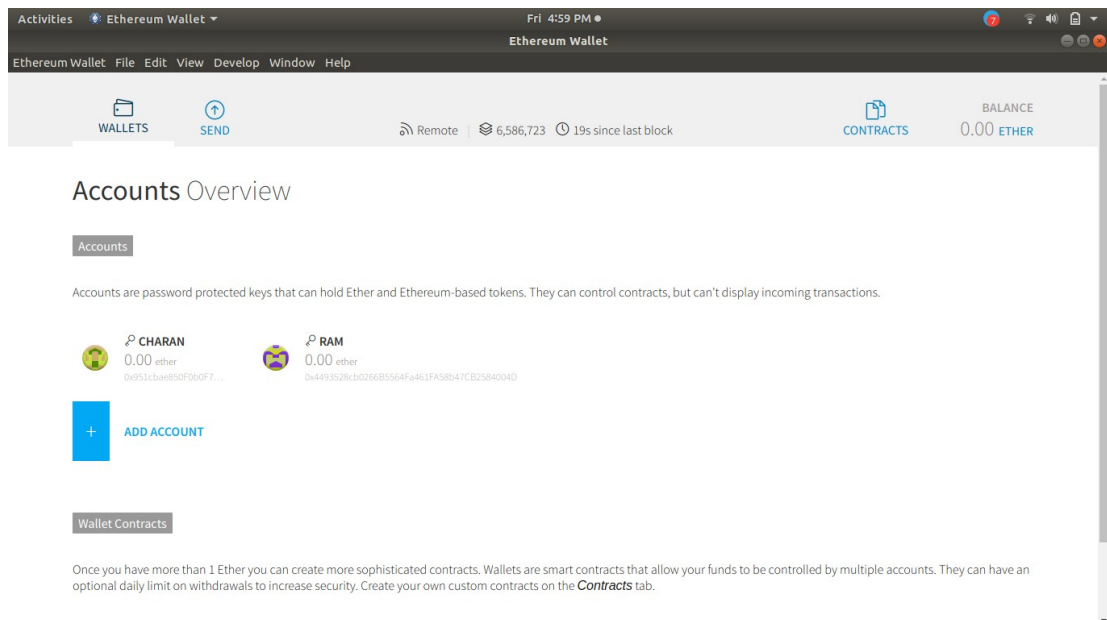 Activities Ethereum Wallet Fri 4:59 PM 7
Ethereum Wallet
Ethereum Wallet File Edit View Develop Window Help
WALLETS SEND Remote 6,586,723 19s since last block CONTRACTS BALANCE
0.00 ETHER
Accounts Overview
Accounts
Accounts are password protected keys that can hold Ether and Ethereum-based tokens. They can control contracts, but can't display incoming transactions.
CHARAN RAM
0.00 ether 0.00 ether
0x951cbae850F0b0F7... 0x4493528cb0266B5564Fa461FA58b47CB2584004D
+ ADD ACCOUNT
Wallet Contracts
Once you have more than 1 Ether you can create more sophisticated contracts. Wallets are smart contracts that allow your funds to be controlled by multiple accounts. They can have an
optional daily limit on withdrawals to increase security. Create your own custom contracts on the Contracts tab.